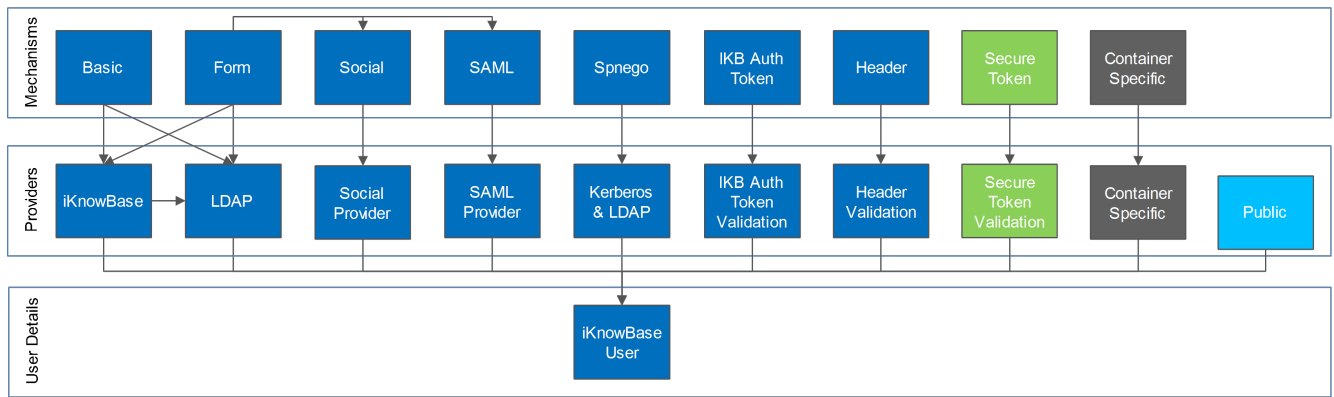 Mechanisms
Basic
Form
Social
SAML
Spnego
IKB Auth
Token
Header
Secure
Token
Container
Specific
Providers
iKnowBase
LDAP
Social
Provider
SAML
Provider
Kerberos
& LDAP
IKB Auth
Token
Validation
Header
Validation
Secure
Token
Validation
Container
Specific
Public
User Details
iKnowBase
User